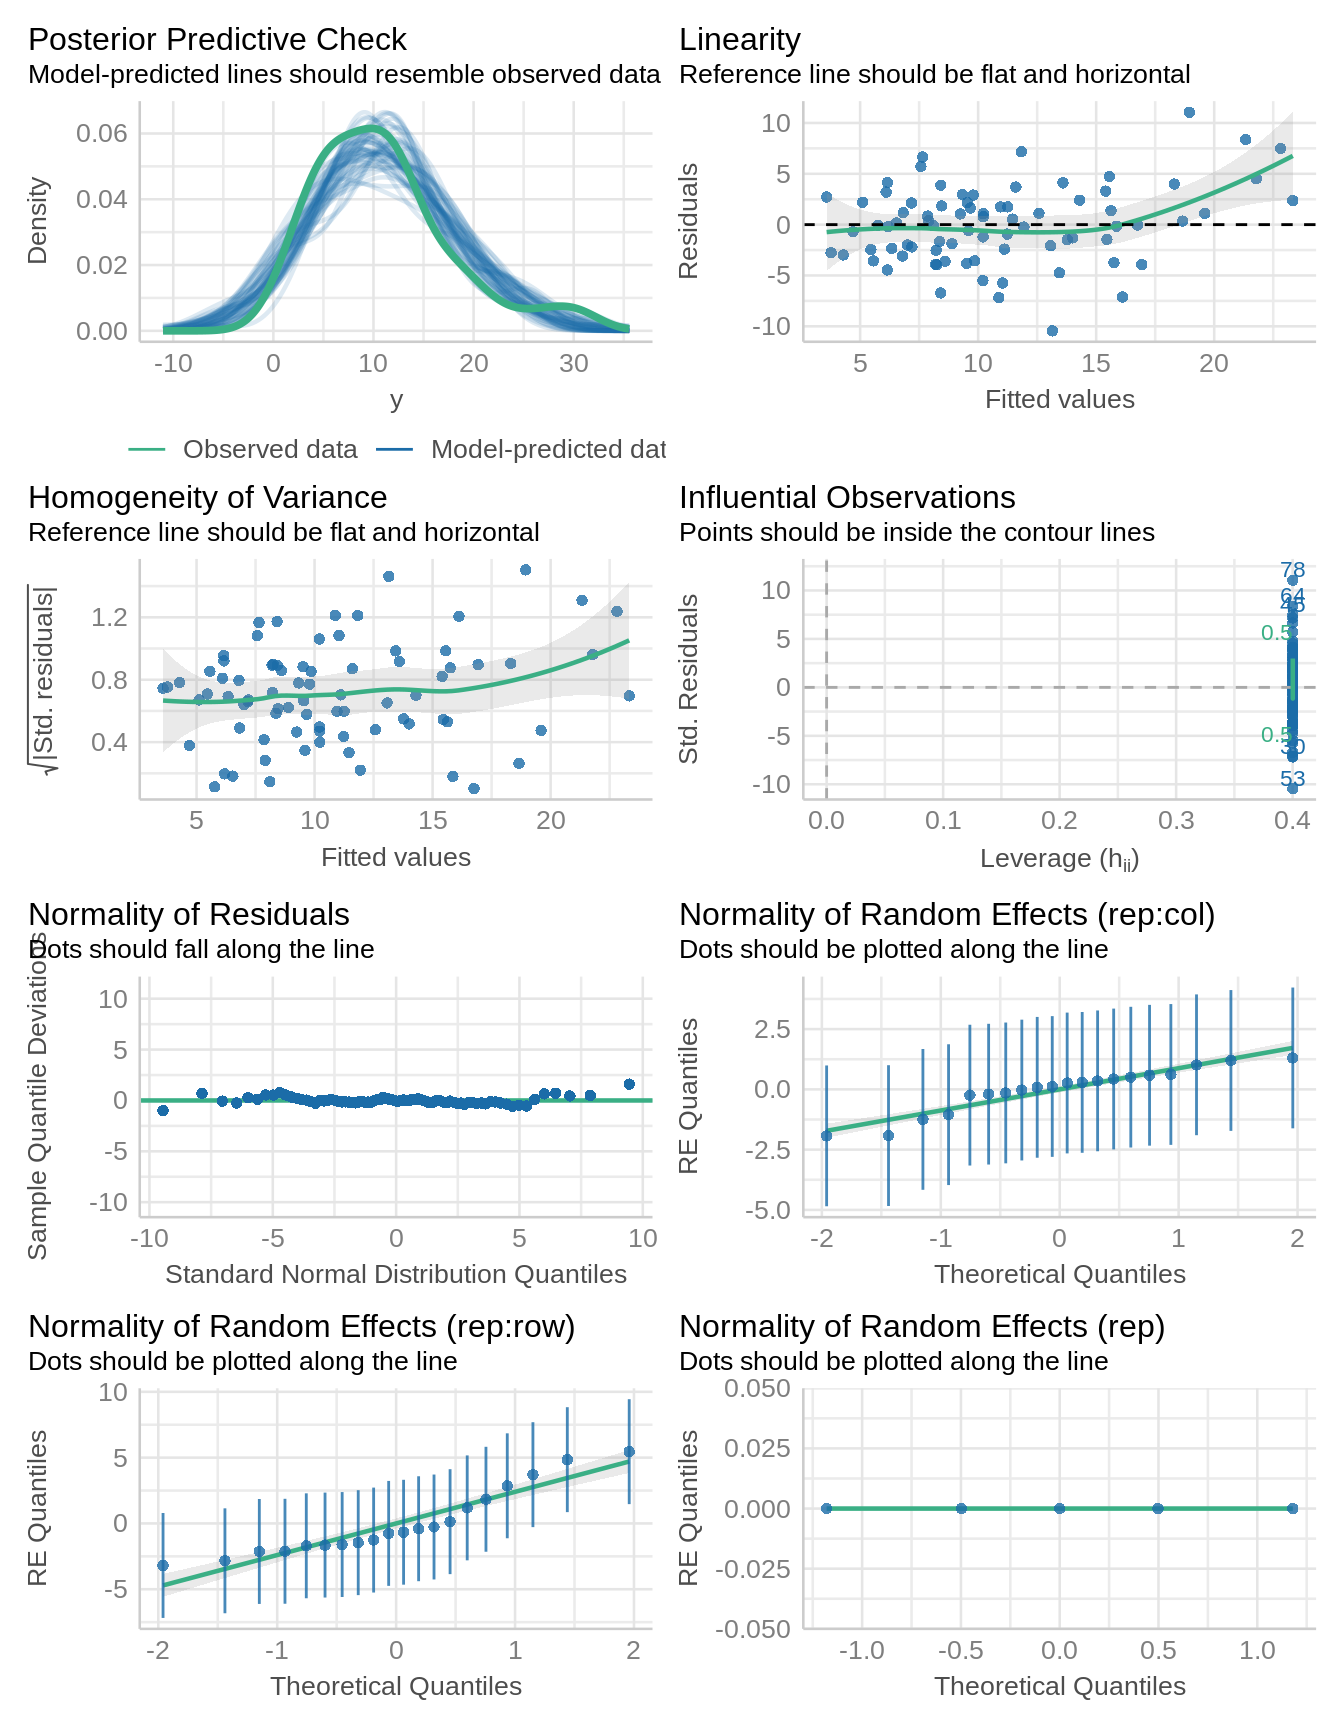 Posterior Predictive Check
Model-predicted lines should resemble observed data
Density
0.06
0.04
0.02
0.00
-10 0 10 20 30
y
Observed data Model-predicted dat
Linearity
Reference line should be flat and horizontal
Residuals
10
5
0
-5
-10
5 10 15 20
Fitted values
Homogeneity of Variance
Reference line should be flat and horizontal
√|Std. residuals|
1.2
0.8
0.4
5 10 15 20
Fitted values
Influential Observations
Points should be inside the contour lines
Std. Residuals
10
5
0
-5
-10
78
64
0.5
0.5
30
53
0.0 0.1 0.2 0.3 0.4
Leverage (hii)
Normality of Residuals
Dots should fall along the line
Sample Quantile Deviations
10
5
0
-5
-10
-10 -5 0 5 10
Standard Normal Distribution Quantiles
Normality of Random Effects (rep:col)
Dots should be plotted along the line
RE Quantiles
2.5
0.0
-2.5
-5.0
-2 -1 0 1 2
Theoretical Quantiles
Normality of Random Effects (rep:row)
Dots should be plotted along the line
RE Quantiles
10
5
0
-5
-2 -1 0 1 2
Theoretical Quantiles
Normality of Random Effects (rep)
Dots should be plotted along the line
RE Quantiles
0.050
0.025
0.000
-0.025
-0.050
-1.0 -0.5 0.0 0.5 1.0
Theoretical Quantiles